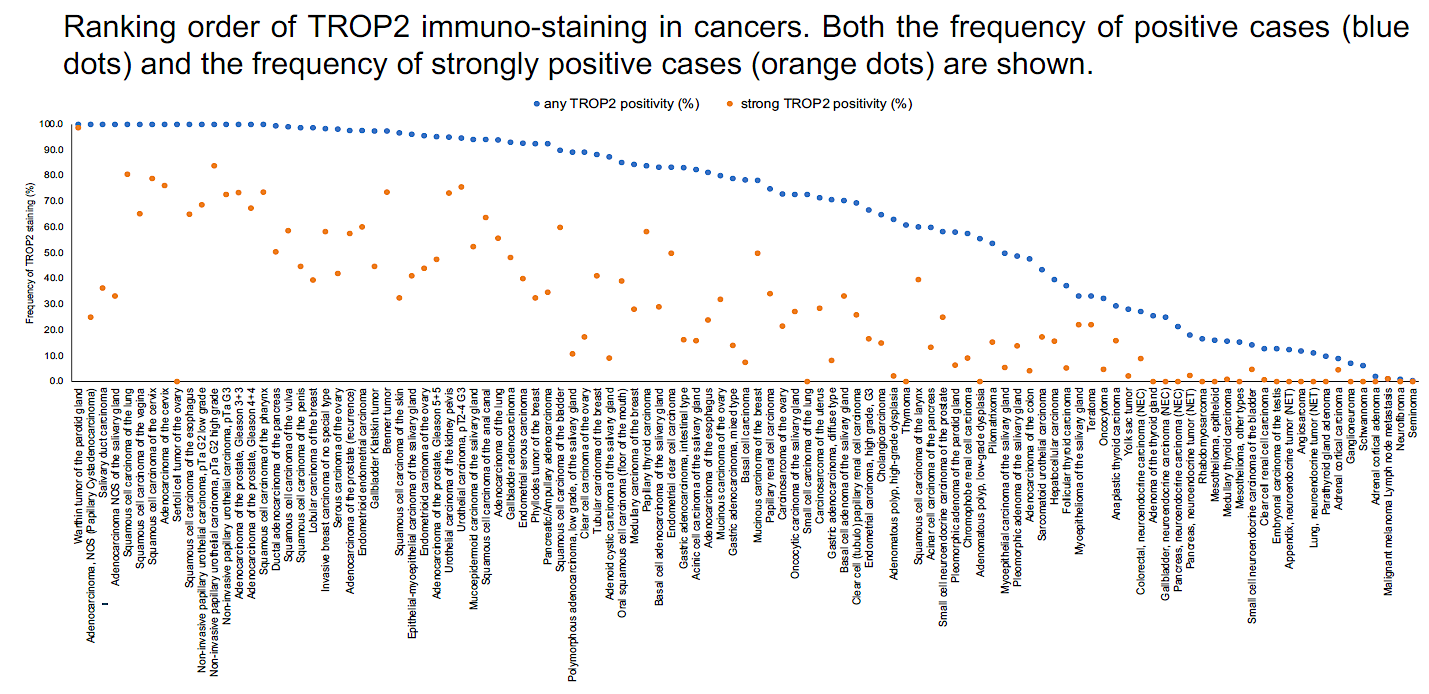 Ranking order of TROP2 immuno-staining in cancers. Both the frequency of positive cases (blue
dots) and the frequency of strongly positive cases (orange dots) are shown.
any TROP2 positivity (%)
strong TROP2 positivity (%)
Frequency of TROP2 staining (%)
100.0
90.0
80.0
70.0
60.0
50.0
40.0
30.0
20.0
10.0
0.0
Warthin tumor of the parotid gland
Adenocarcinoma, NOS (Papillary Cystadenocarcinoma)
Salivary duct carcinoma
Adenocarcinoma NOS of the salivary gland
Squamous cell carcinoma of the lung
Squamous cell carcinoma of the vagina
Squamous cell carcinoma of the cervix
Adenocarcinoma of the cervix
Sertoli cell tumor of the ovary
Squamous cell carcinoma of the esophagus
Non-invasive papillary urothelial carcinoma, pTa G2 low grade
Non-invasive papillary urothelial carcinoma, pTa G2 high grade
Non-invasive papillary urothelial carcinoma, pTa G3
Adenocarcinoma of the prostate, Gleason 3+3
Adenocarcinoma of the prostate, Gleason 4+4
Squamous cell carcinoma of the pharynx
Ductal adenocarcinoma of the pancreas
Squamous cell carcinoma of the vulva
Squamous cell carcinoma of the penis
Lobular carcinoma of the breast
Invasive breast carcinoma of no special type
Serous carcinoma of the ovary
Adenocarcinoma of the prostate (recurrence)
Endometrioid endometrial carcinoma
Gallbladder Klatskin tumor
Brenner tumor
Squamous cell carcinoma of the skin
Epithelial-myoepithelial carcinoma of the salivary gland
Endometrioid carcinoma of the ovary
Adenocarcinoma of the prostate, Gleason 5+5
Urothelial carcinoma of the kidney pelvis
Urothelial carcinoma, pT2-4 G3
Mucoepidermoid carcinoma of the salivary gland
Squamous cell carcinoma of the anal canal
Adenocarcinoma of the lung
Gallbladder adenocarcinoma
Endometrial serous carcinoma
Phyllodes tumor of the breast
Pancreatic/Ampullary adenocarcinoma
Squamous cell carcinoma of the bladder
Polymorphous adenocarcinoma, low grade, of the salivary gland
Clear cell carcinoma of the ovary
Tubular carcinoma of the breast
Adenoid cystic carcinoma of the salivary gland
Oral squamous cell carcinoma (floor of the mouth)
Medullary carcinoma of the breast
Papillary thyroid carcinoma
Basal cell adenocarcinoma of the salivary gland
Endometrial clear cell carcinoma
Gastric adenocarcinoma, intestinal type
Acinic cell carcinoma of the salivary gland
Adenocarcinoma of the esophagus
Mucinous carcinoma of the ovary
Gastric adenocarcinoma, mixed type
Basal cell carcinoma
Mucinous carcinoma of the breast
Papillary renal cell carcinoma
Carcinosarcoma of the ovary
Oncocytic carcinoma of the salivary gland
Small cell carcinoma of the lung
Carcinosarcoma of the uterus
Gastric adenocarcinoma, diffuse type
Basal cell adenoma of the salivary gland
Clear cell (tubulo) papillary renal cell carcinoma
Endometrial carcinoma, high grade, G3
Cholangiocarcinoma
Adenomatous polyp, high-grade dysplasia
Thymoma
Squamous cell carcinoma of the larynx
Acinar cell carcinoma of the pancreas
Small cell neuroendocrine carcinoma of the prostate
Pleomorphic adenoma of the parotid gland
Chromophobe renal cell carcinoma
Adenomatous polyp, low-grade dysplasia
Pilomatrixoma
Myoepithelial carcinoma of the salivary gland
Pleomorphic adenoma of the salivary gland
Adenocarcinoma of the colon
Sarcomatoid urothelial carcinoma
Hepatocellular carcinoma
Follicular thyroid carcinoma
Myoepithelioma of the salivary gland
Teratoma
Oncocytoma
Anaplastic thyroid carcinoma
Yolk sac tumor
Colorectal, neuroendocrine carcinoma (NEC)
Adenoma of the thyroid gland
Gallbladder, neuroendocrine carcinoma (NEC)
Pancreas, neuroendocrine carcinoma (NEC)
Pancreas, neuroendocrine tumor (NET)
Rhabdomyosarcoma
Mesothelioma, epitheloid
Medullary thyroid carcinoma
Mesothelioma, other types
Small cell neuroendocrine carcinoma of the bladder
Clear cell renal cell carcinoma
Embryonal carcinoma of the testis
Appendix, neuroendocrine tumor (NET)
Angiosarcoma
Lung, neuroendocrine tumor (NET)
Parathyroid gland adenoma
Adrenal cortical carcinoma
Ganglioneuroma
Schwannoma
Adrenal cortical adenoma
Malignant melanoma Lymph node metastasis
Neurofibroma
Seminoma